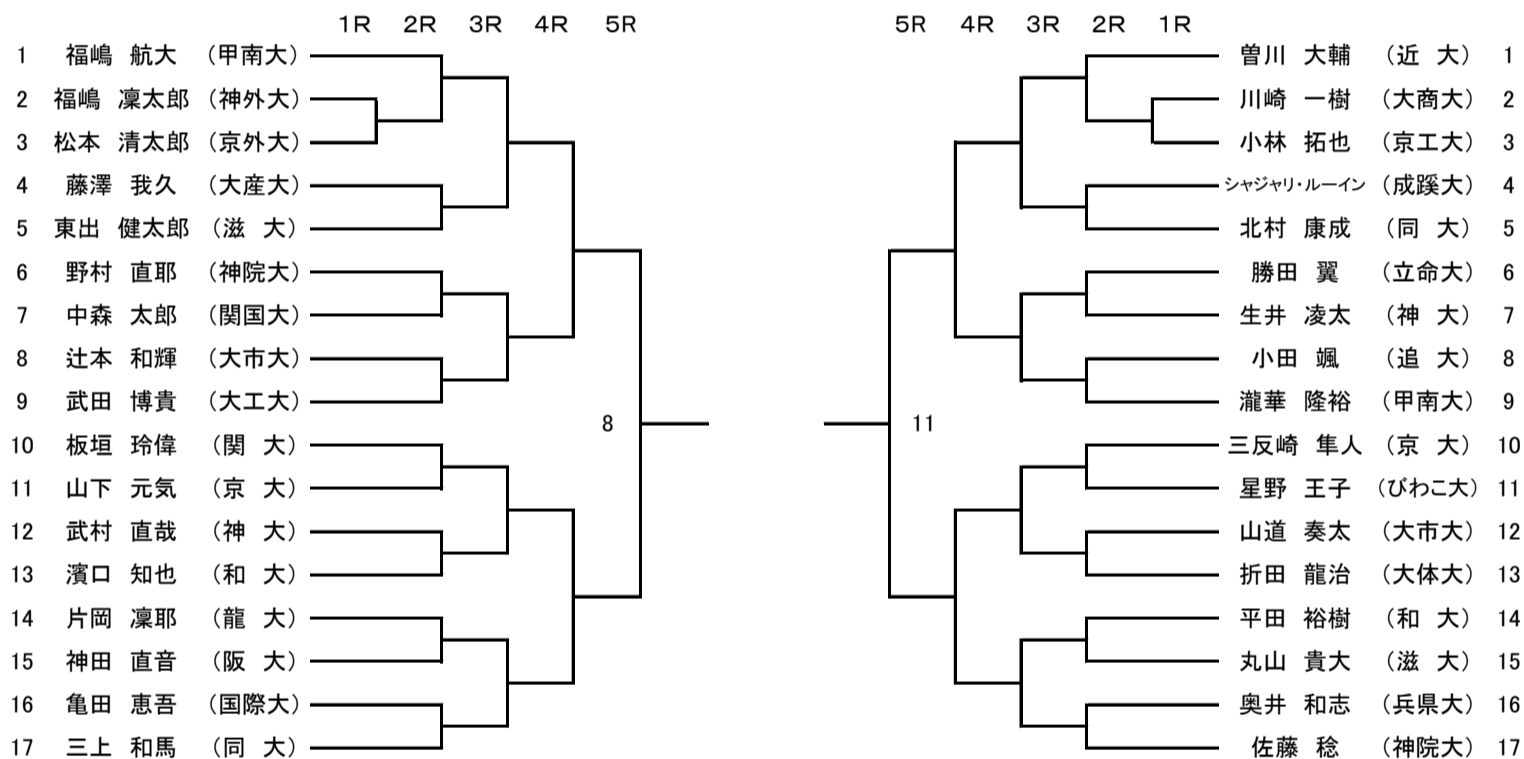 1R 2R 3R 4R 5R 5R 4R 3R 2R 1R
1 福嶋 航大 （甲南大） 曽川 大輔 （近 大） 1
2 福嶋 凜太郎 （神外大） 川崎 一樹 （大商大） 2
3 松本 清太郎 （京外大） 小林 拓也 （京工大） 3
4 藤澤 我久 （大産大） シャジャリ・ルーイン （成蹊大） 4
5 東出 健太郎 （滋 大） 北村 康成 （同 大） 5
6 野村 直耶 （神院大） 勝田 翼 （立命大） 6
7 中森 太郎 （関国大） 生井 凌太 （神 大） 7
8 辻本 和輝 （大市大） 小田 颯 （追 大） 8
9 武田 博貴 （大工大） 瀧華 隆裕 （甲南大） 9
8 11
10 板垣 玲偉 （関 大） 三反崎 隼人 （京 大） 10
11 山下 元気 （京 大） 星野 王子 （びわこ大） 11
12 武村 直哉 （神 大） 山道 奏太 （大市大） 12
13 濱口 知也 （和 大） 折田 龍治 （大体大） 13
14 片岡 凜耶 （龍 大） 平田 裕樹 （和 大） 14
15 神田 直音 （阪 大） 丸山 貴大 （滋 大） 15
16 亀田 恵吾 （国際大） 奥井 和志 （兵県大） 16
17 三上 和馬 （同 大） 佐藤 稔 （神院大） 17